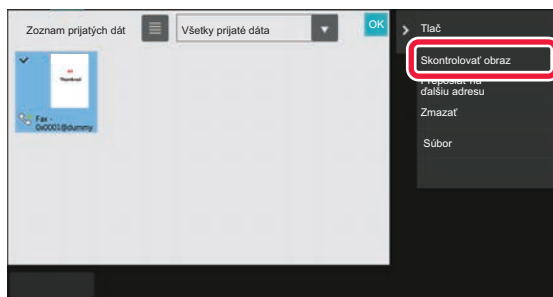 Zoznam prijatých dát
Všetky prijaté dáta
OK
Tlač
Skontrolovať obraz
Preposlať na
ďalšiu adresu
Zmazať
Súbor
Thumbnail
Fax -
0x0001@dummy